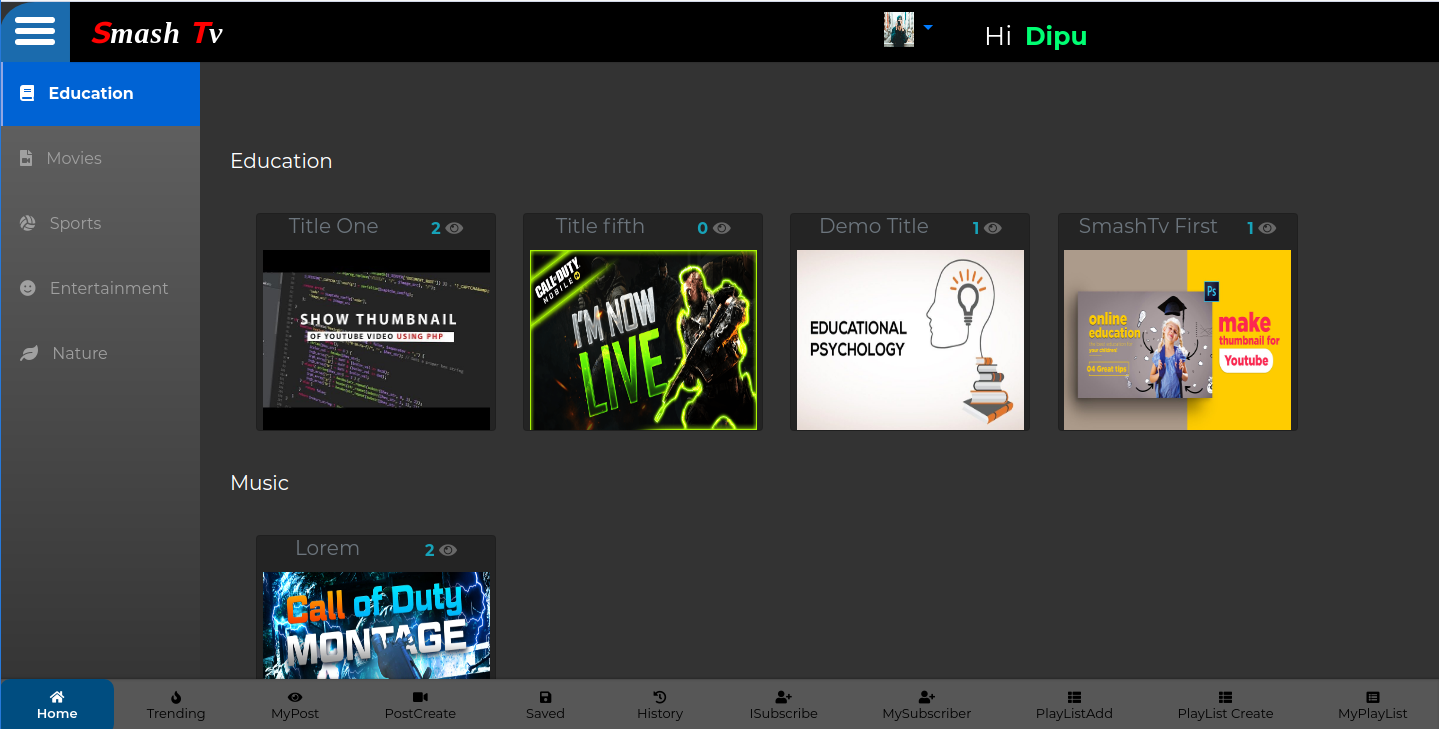 Smash Tv
Hi Dipu
Education
Movies
Sports
Entertainment
Nature
Education
Title One 2
SHOW THUMBNAIL
OF YOUTUBE VIDEO USING PHP
Title fifth 0
CALL OF DUTY
MOBILE
I'M NOW
LIVE
Demo Title 1
EDUCATIONAL
PSYCHOLOGY
SmashTv First 1
Ps
online
education
your children
04 Great tips
make
thumbnail for
Youtube
Music
Lorem 2
Call of Duty
MONTAGE
Home
Trending
MyPost
PostCreate
Saved
History
ISubscribe
MySubscriber
PlayListAdd
PlayList Create
MyPlayList